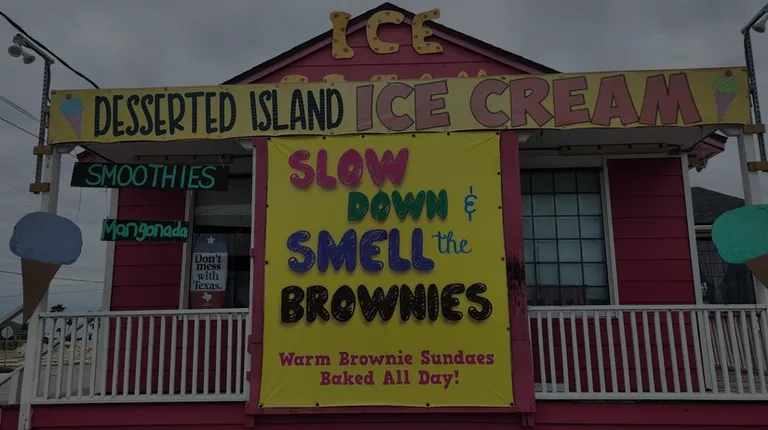 ICE
DESSERTED ISLAND ICE CREAM
SMOOTHIES
Mangonada
Don't
mess
with
Texas.
SLOW
DOWN &
SMELL the
BROWNIES
Warm Brownie Sundaes
Baked All Day!